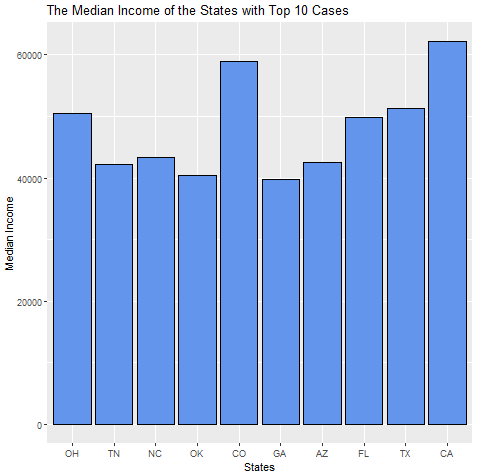 The Median Income of the States with Top 10 Cases
60000
40000
20000
0
Median Income
OH TN NC OK CO GA AZ FL TX CA
States